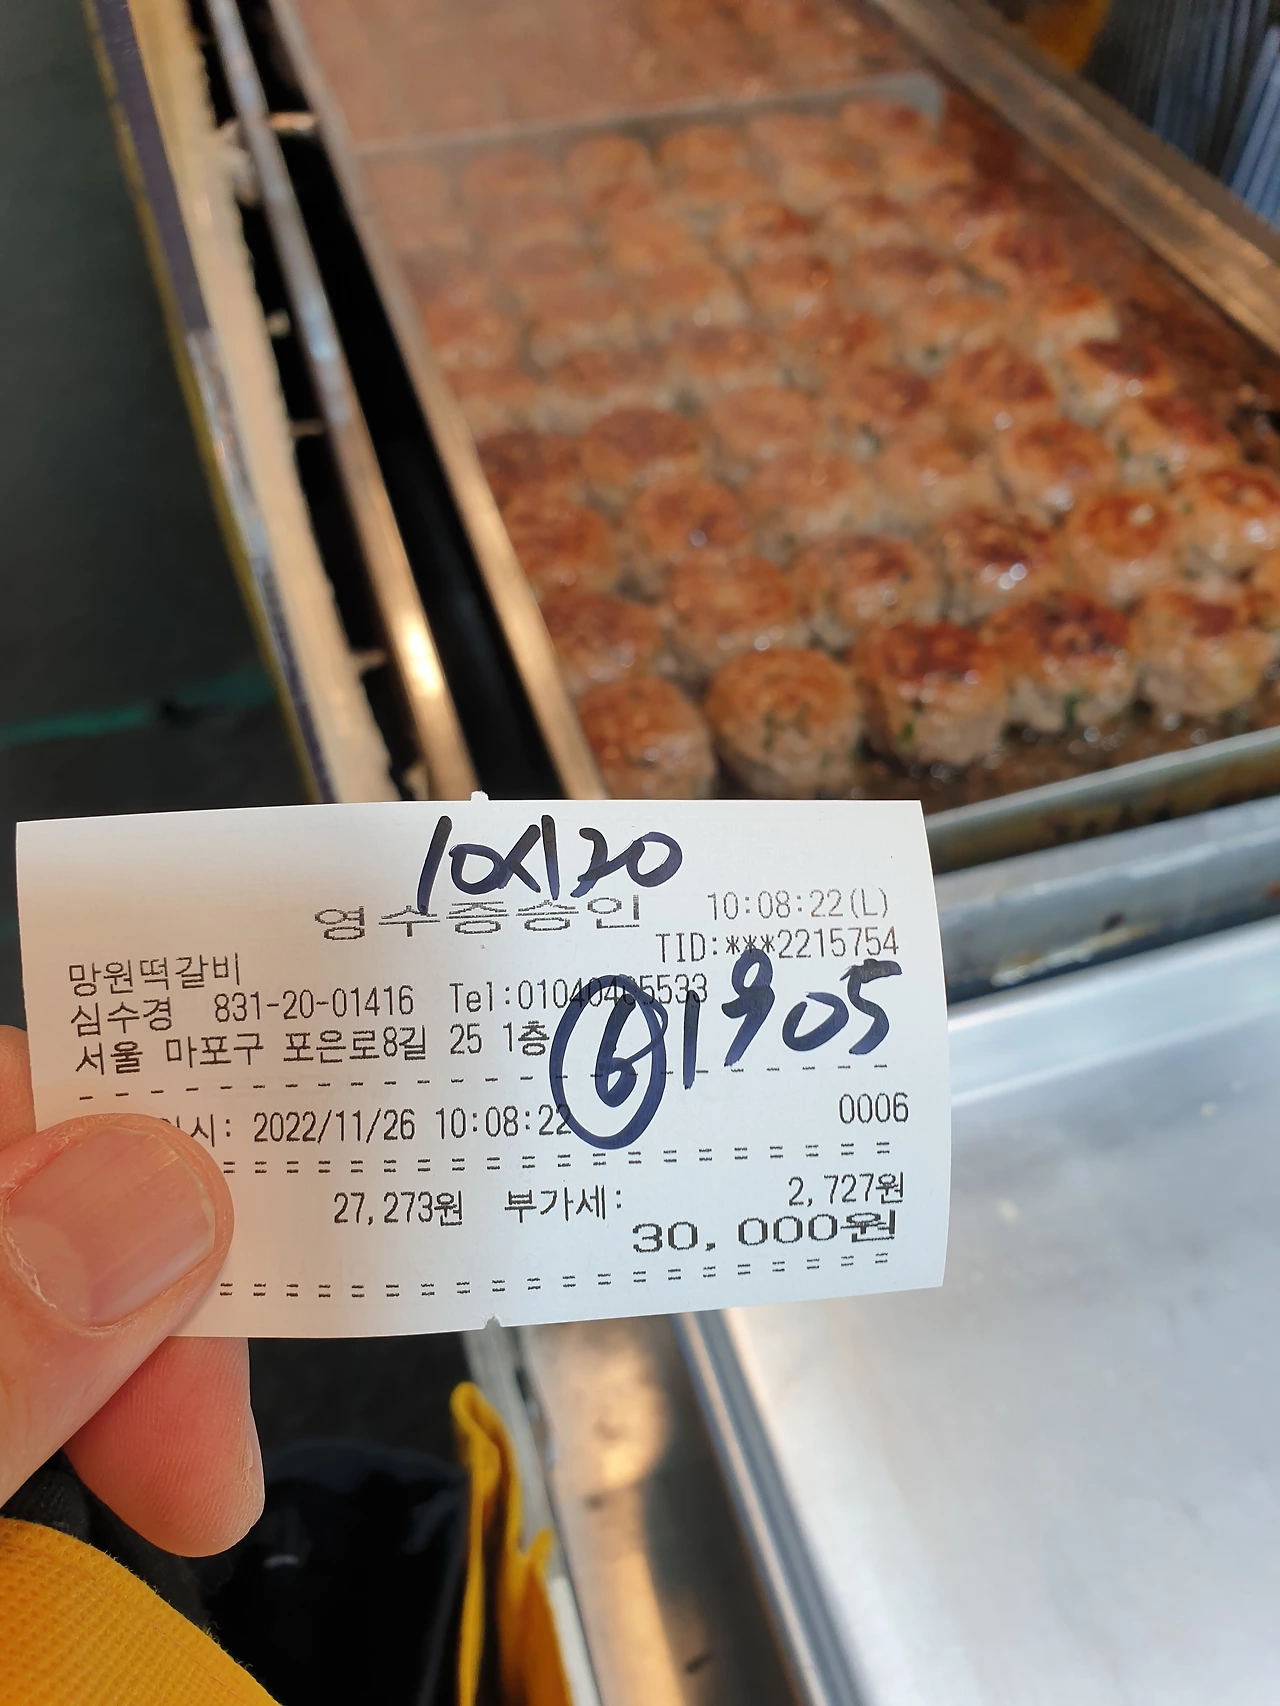 10시20
영수증승인
10:08:22(L)
TID:***2215754
망원떡갈비
심수경 831-20-01416 Tel:01040405533
서울 마포구 포은로8길 25 1층
6 1905
시: 2022/11/26 10:08:22 0006
27,273원 부가세: 2,727원
30,000원